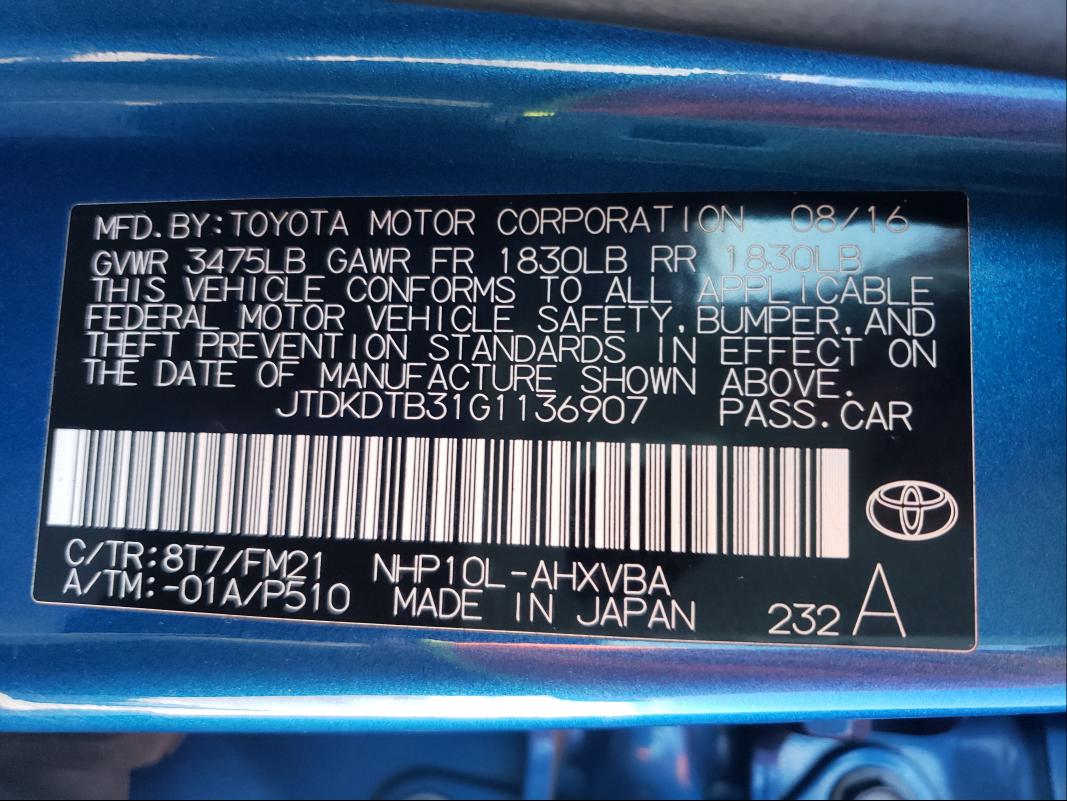 MFD. BY: TOYOTA MOTOR CORPORATION 08/16
GVWR 3475LB GAWR FR 1830LB RR 1830LB
THIS VEHICLE CONFORMS TO ALL APPLICABLE
FEDERAL MOTOR VEHICLE SAFETY, BUMPER, AND
THEFT PREVENTION STANDARDS IN EFFECT ON
THE DATE OF MANUFACTURE SHOWN ABOVE.
JTDKDTB31G1136907 PASS. CAR
C/TR: 8T7/FM21 NHP10L-AHXVBA
A/TM: -01A/P510 MADE IN JAPAN 232 A